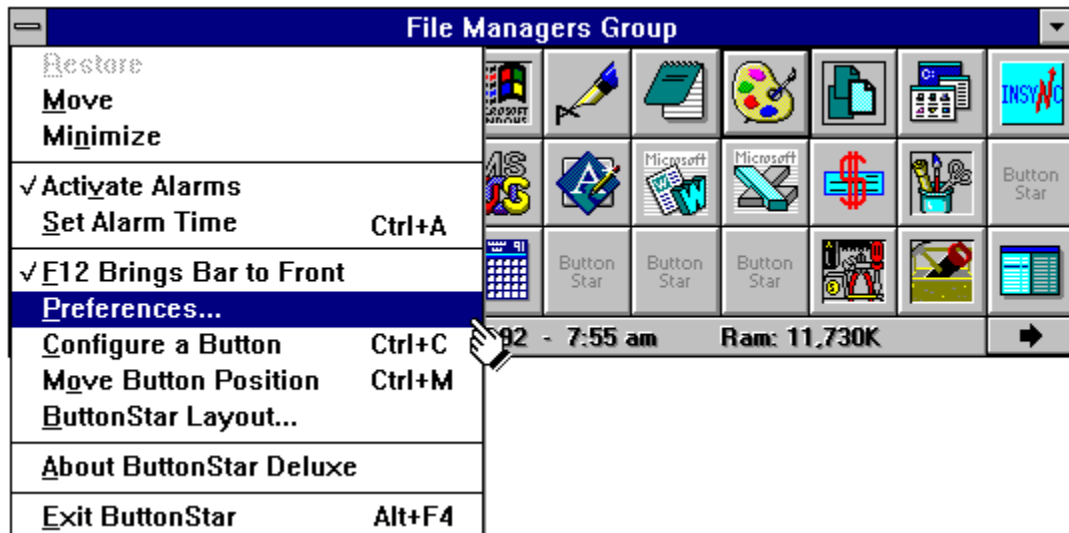 File Managers Group
Restore
Move
Minimize
✓ Activate Alarms
Set Alarm Time Ctrl+A
✓ F12 Brings Bar to Front
Preferences...
Configure a Button Ctrl+C
Move Button Position Ctrl+M
ButtonStar Layout...
About ButtonStar Deluxe
Exit ButtonStar Alt+F4
WINDOWS
C:
INSYNC
MS
Microsoft
W
Microsoft
Button
Star
91
Button
Star
Button
Star
Button
Star
92 - 7:55 am Ram: 11,730K